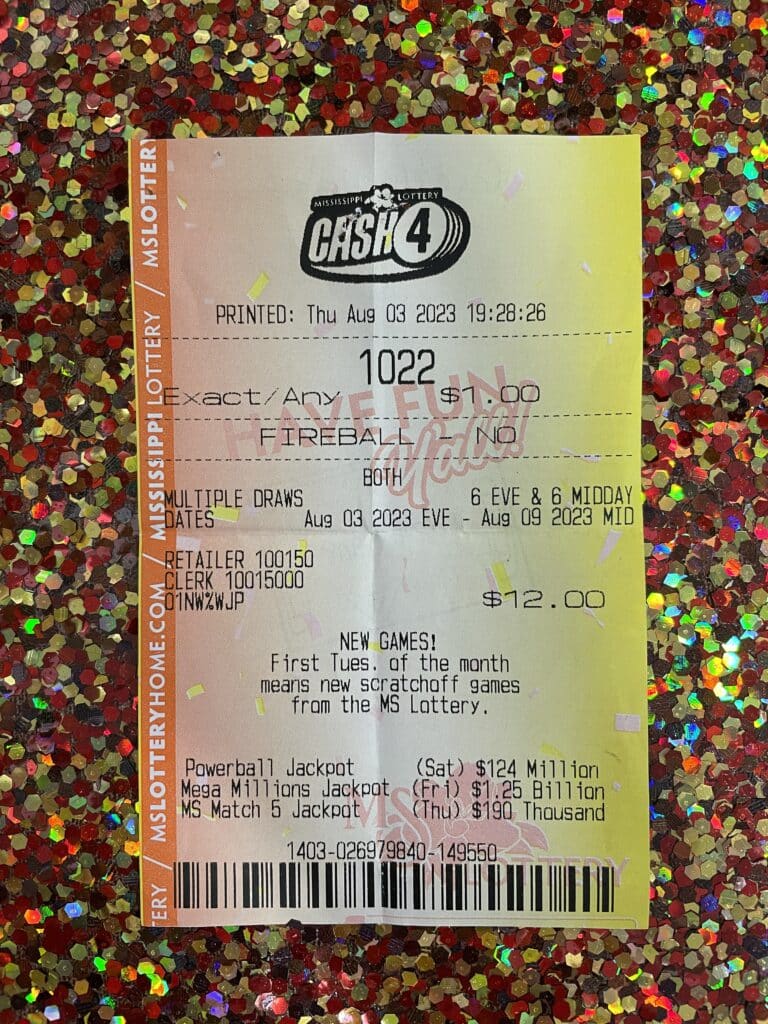 MISSISSIPPI LOTTERY
CASH 4
PRINTED: Thu Aug 03 2023 19:28:26
1022
Exact/Any $1.00
HAVE FUN
Y'all!
FIREBALL - NO
BOTH
MULTIPLE DRAWS 6 EVE & 6 MIDDAY
DATES Aug 03 2023 EVE - Aug 09 2023 MID
RETAILER 100150
CLERK 10015000
01NW%WJP $12.00
NEW GAMES!
First Tues. of the month
means new scratchoff games
from the MS Lottery.
Powerball Jackpot (Sat) $124 Million
Mega Millions Jackpot (Fri) $1.25 Billion
MS Match 5 Jackpot (Thu) $190 Thousand
MS
LOTTERY
1403-026979840-149550
TERY / MSLOTTERYHOME.COM / MISSISSIPPI LOTTERY / MSLOTTERY